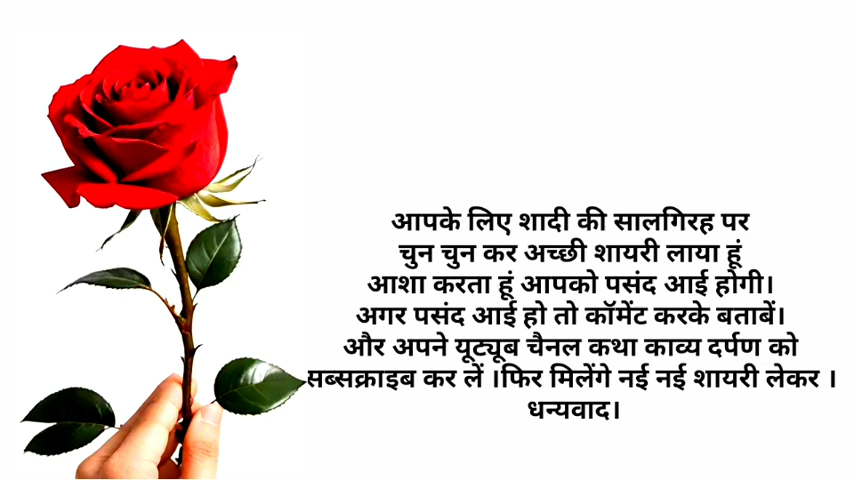 आपके लिए शादी की सालगिरह पर
चुन चुन कर अच्छी शायरी लाया हूं
आशा करता हूं आपको पसंद आई होगी।
अगर पसंद आई हो तो कॉमेंट करके बताबें।
और अपने यूट्यूब चैनल कथा काव्य दर्पण को
सब्सक्राइब कर लें ।फिर मिलेंगे नई नई शायरी लेकर ।
धन्यवाद।